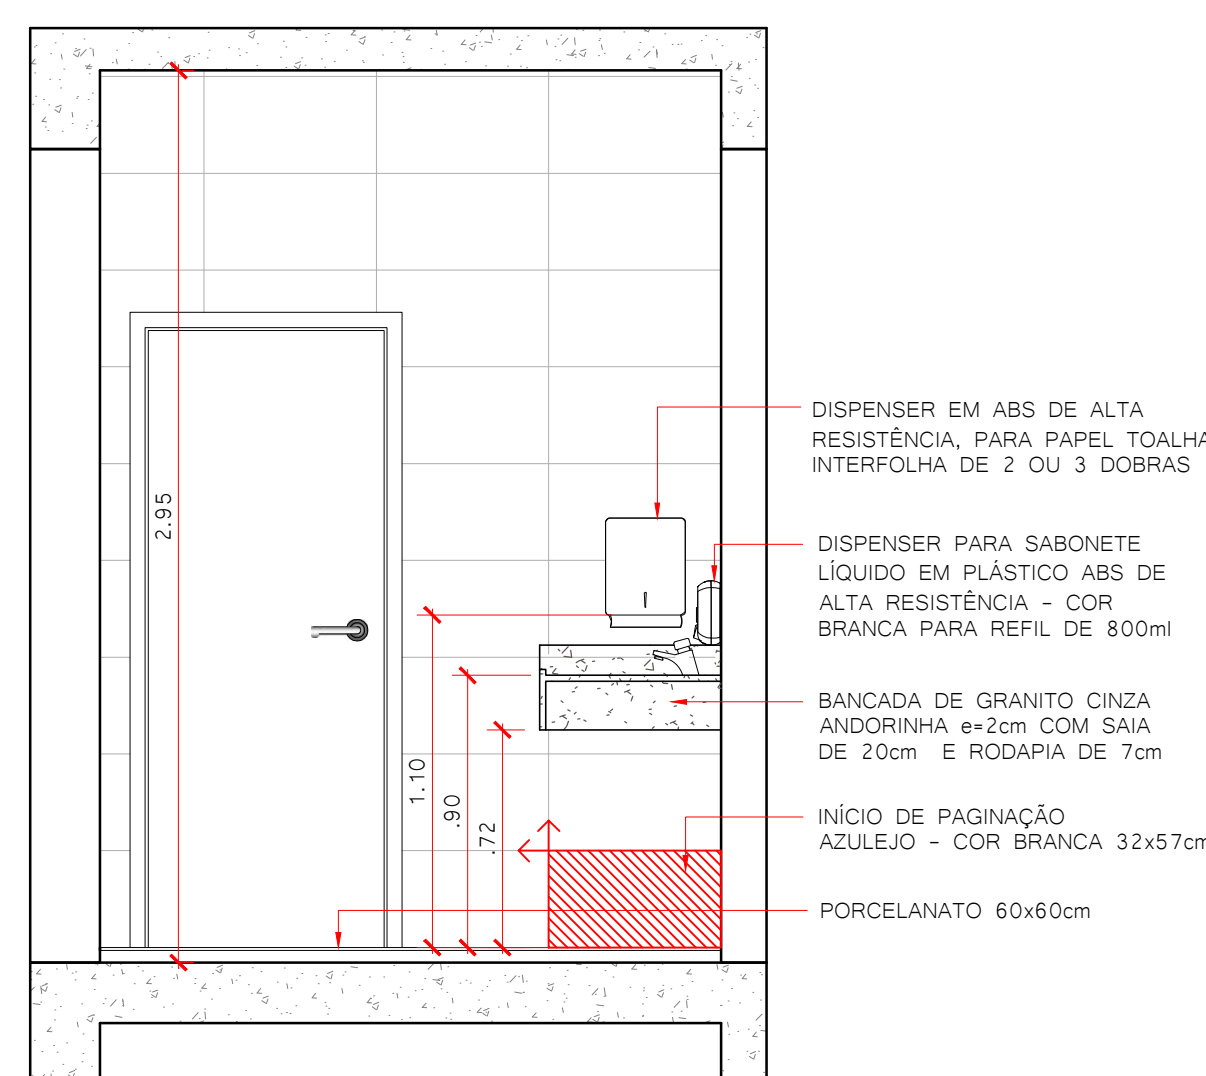 DISPENSER EM ABS DE ALTA
RESISTÊNCIA, PARA PAPEL TOALHA
INTERFOLHA DE 2 OU 3 DOBRAS
2.95
DISPENSER PARA SABONETE
LÍQUIDO EM PLÁSTICO ABS DE
ALTA RESISTÊNCIA - COR
BRANCA PARA REFIL DE 800ml
BANCADA DE GRANITO CINZA
ANDORINHA e=2cm COM SAIA
DE 20cm E RODAPIA DE 7cm
1.10
.90
.72
INÍCIO DE PAGINAÇÃO
AZULEJO - COR BRANCA 32x57cm
PORCELANATO 60x60cm